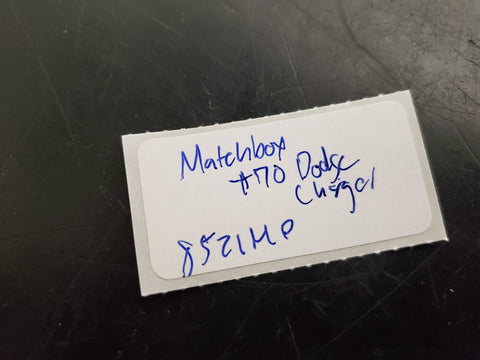 Matchbox
#70 Dodge
Charger
8521MP